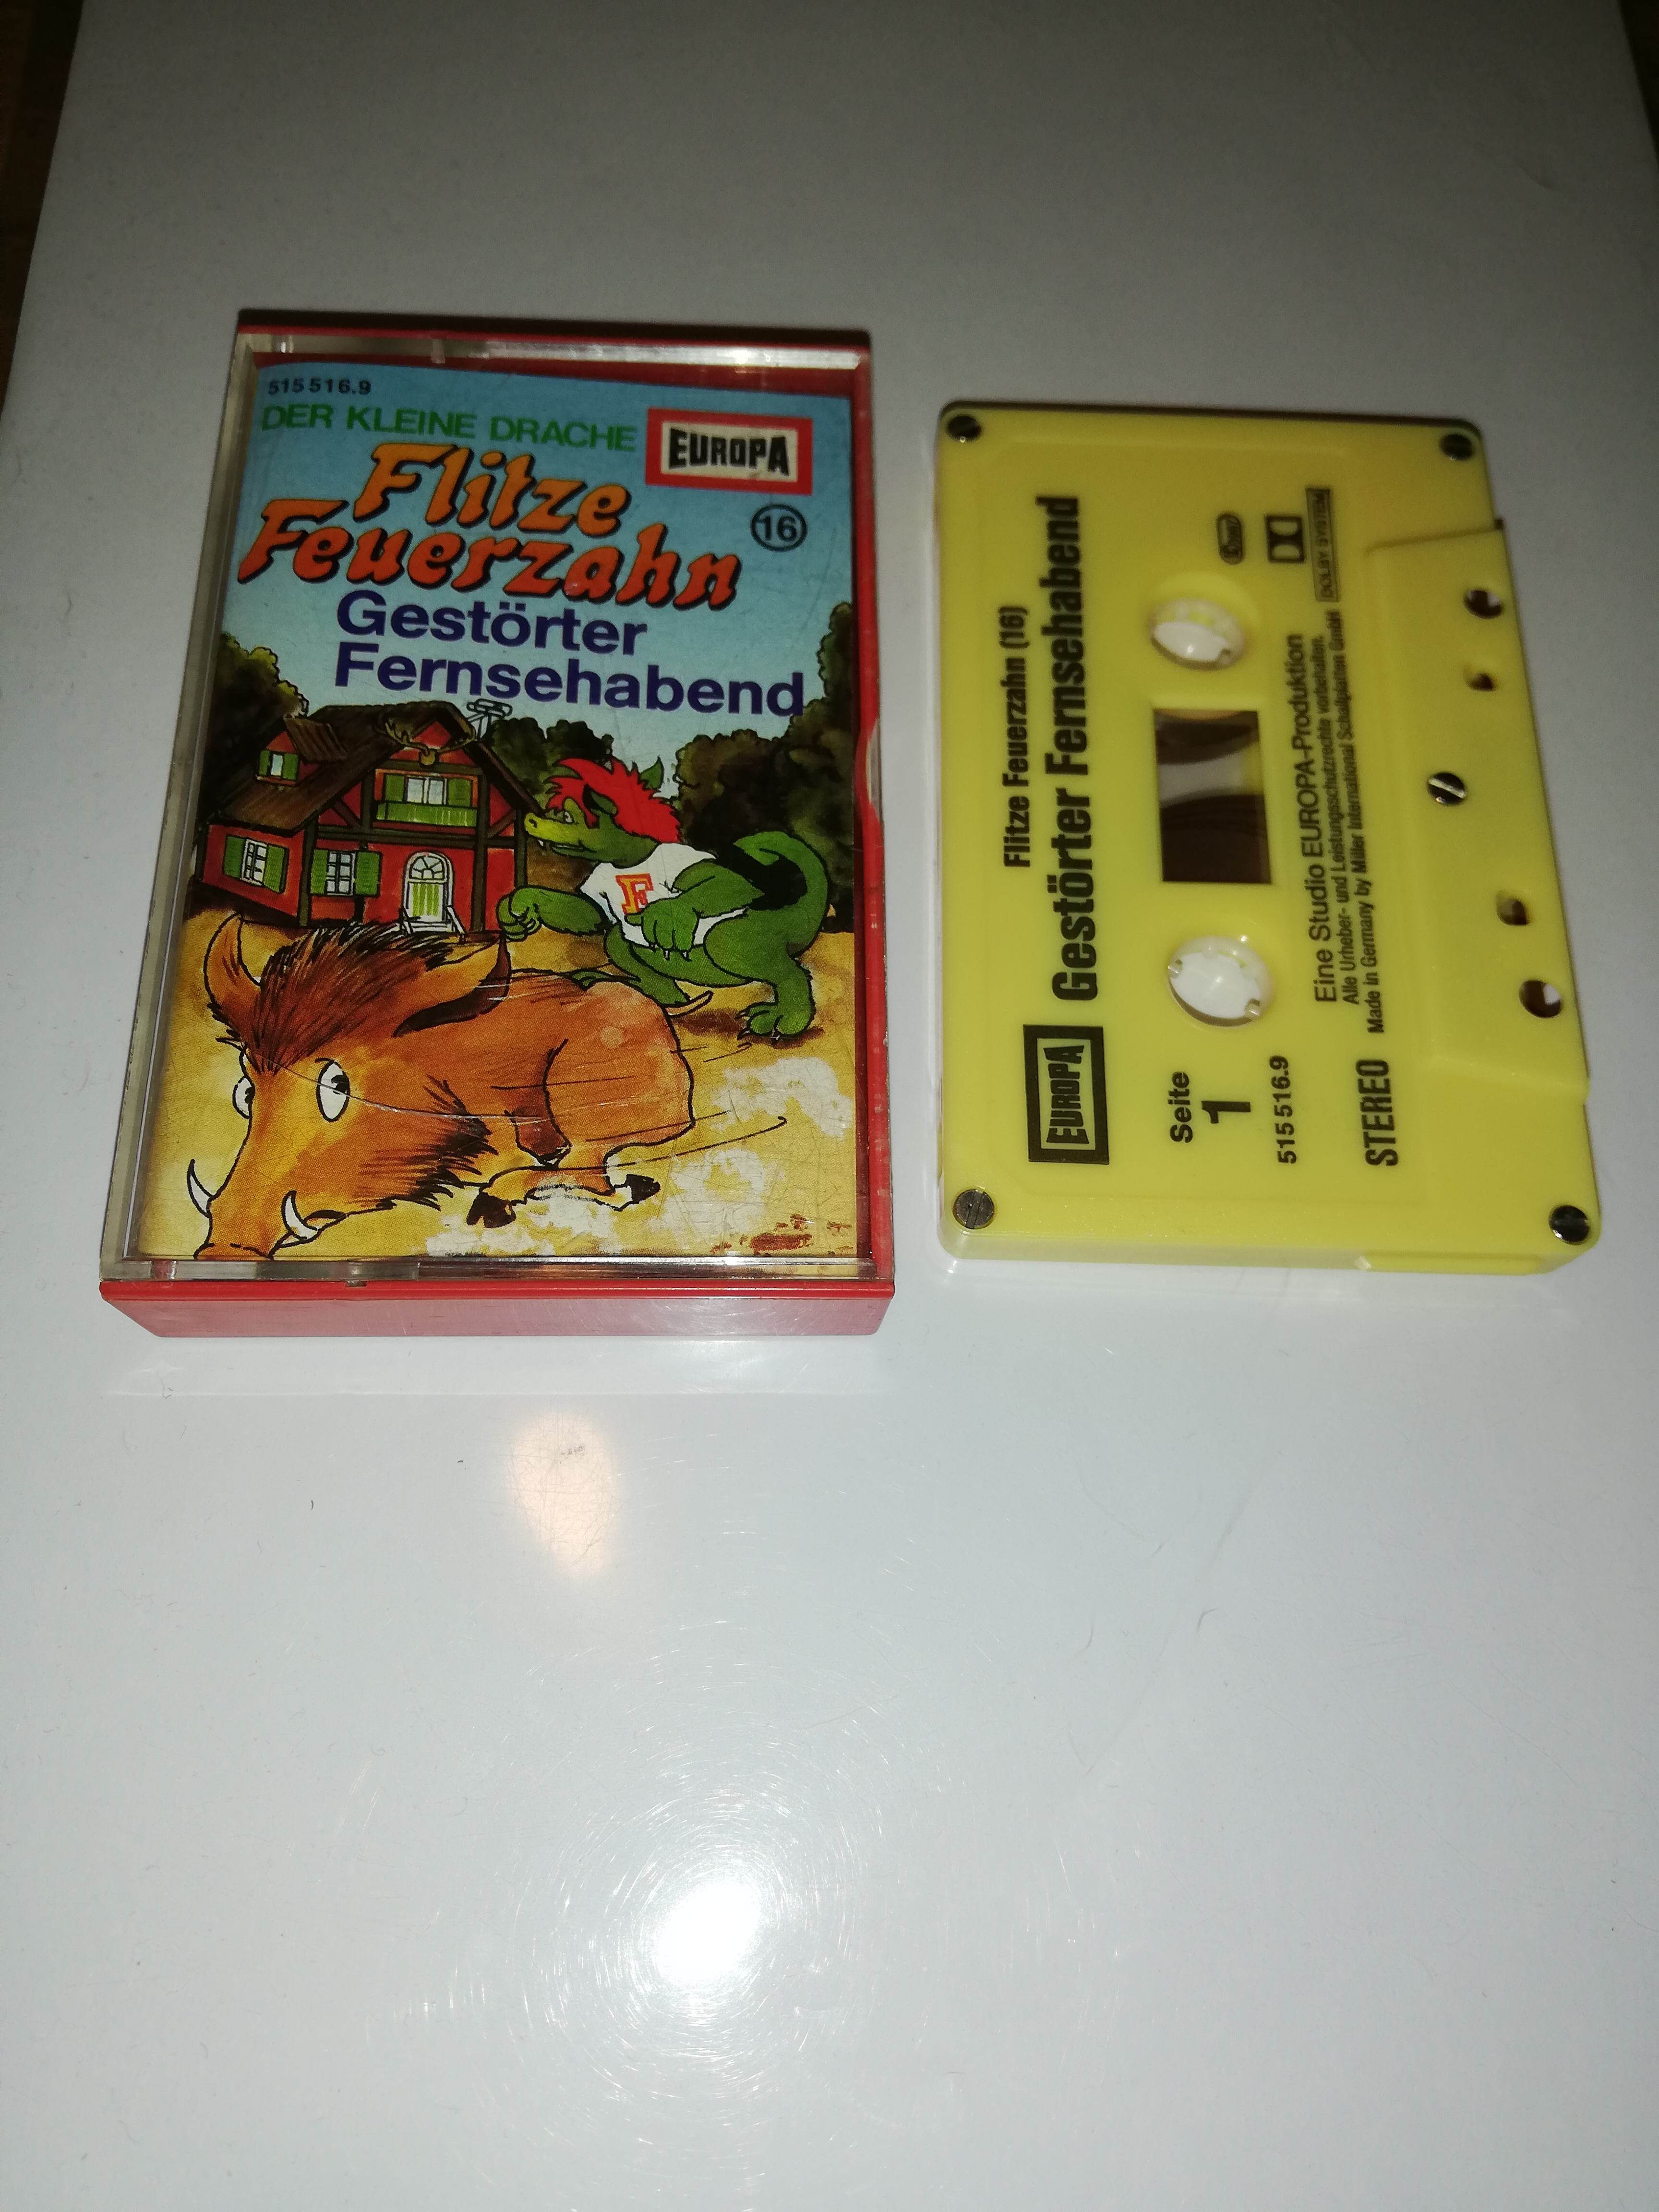 515 516.9
DER KLEINE DRACHE
EUROPA
Flitze
Feuerzahn
16
Gestörter
Fernsehabend
F
Flitze Feuerzahn (16)
EUROPA Gestörter Fernsehabend
Seite
1
515 516.9
STEREO
Eine Studio EUROPA-Produktion
Alle Urheber- und Leistungsschutzrechte vorbehalten.
Made in Germany by Miller International Schallplatten GmbH
DOLBY SYSTEM